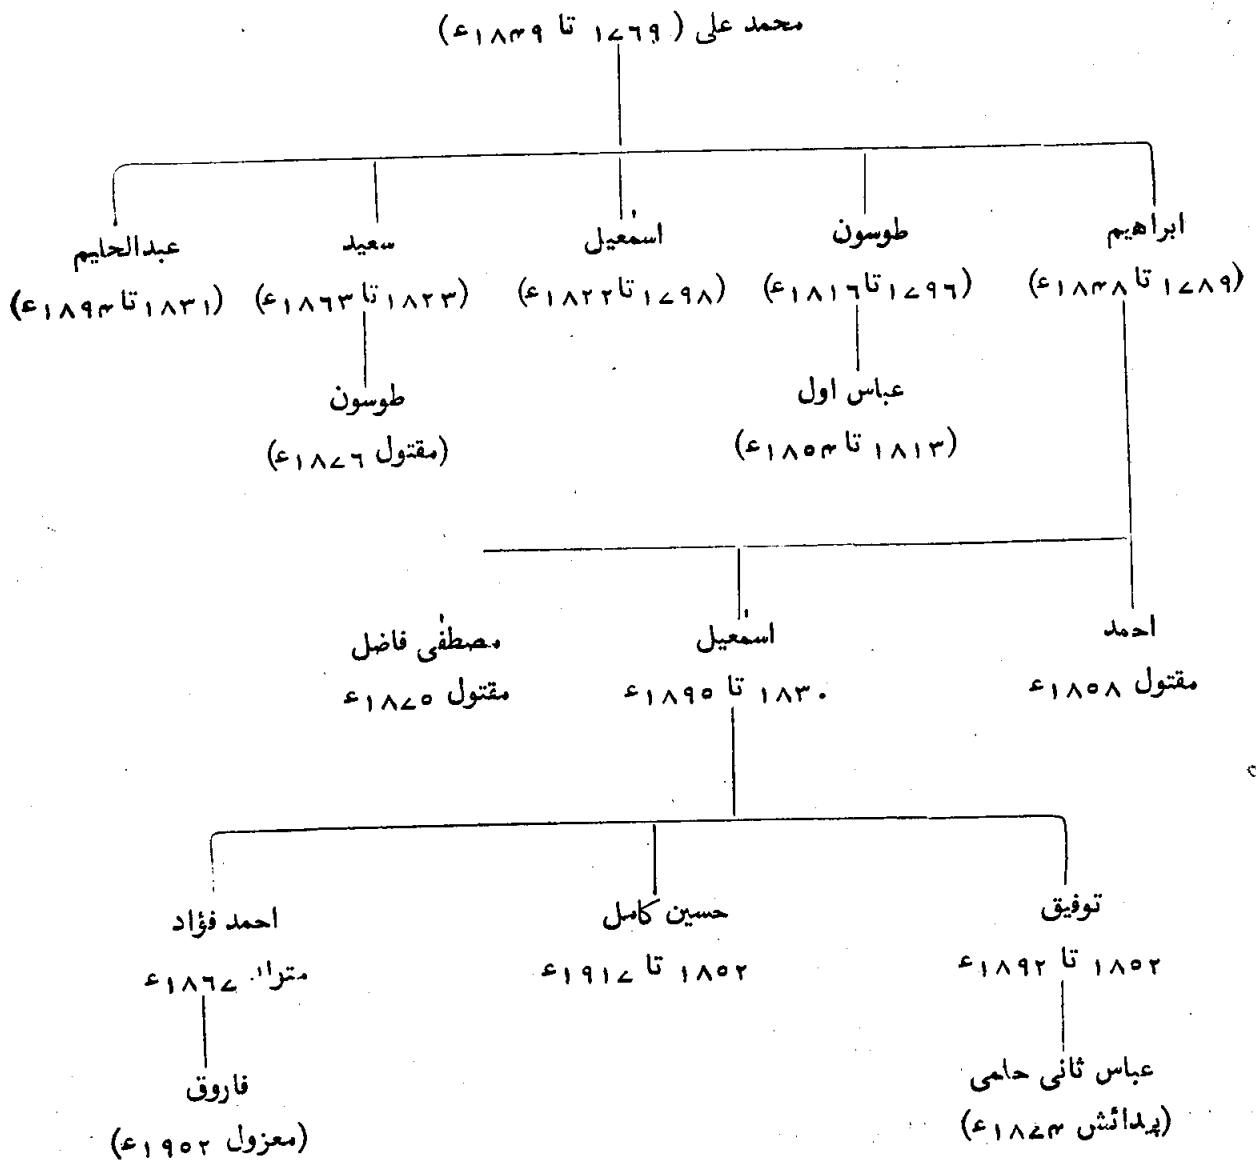 محمد علی (۱۷۶۹ تا ۱۸۴۹ء)
ابراهیم
طوسون
اسمٰعیل
سعید
عبدالحلیم
(۱۷۸۹ تا ۱۸۴۸ء)
(۱۷۹۶ تا ۱۸۱۶ء)
(۱۷۹۸ تا ۱۸۲۲ء)
(۱۸۲۳ تا ۱۸۶۳ء)
(۱۸۳۱ تا ۱۸۹۴ء)
عباس اول
طوسون
(۱۸۱۳ تا ۱۸۵۴ء)
(مقتول ۱۸۷۶ء)
احمد
اسمٰعیل
مصطفٰی فاضل
مقتول ۱۸۵۸ء
۱۸۳۰ تا ۱۸۹۵ء
مقتول ۱۸۷۵ء
توفیق
حسین کامل
احمد فؤاد
۱۸۵۲ تا ۱۸۹۲ء
۱۸۵۲ تا ۱۹۱۷ء
۱۸۶۷ء
عباس ثانی حلمی
فاروق
(پیدائش ۱۸۷۴ء)
(معزول ۱۹۵۲ء)